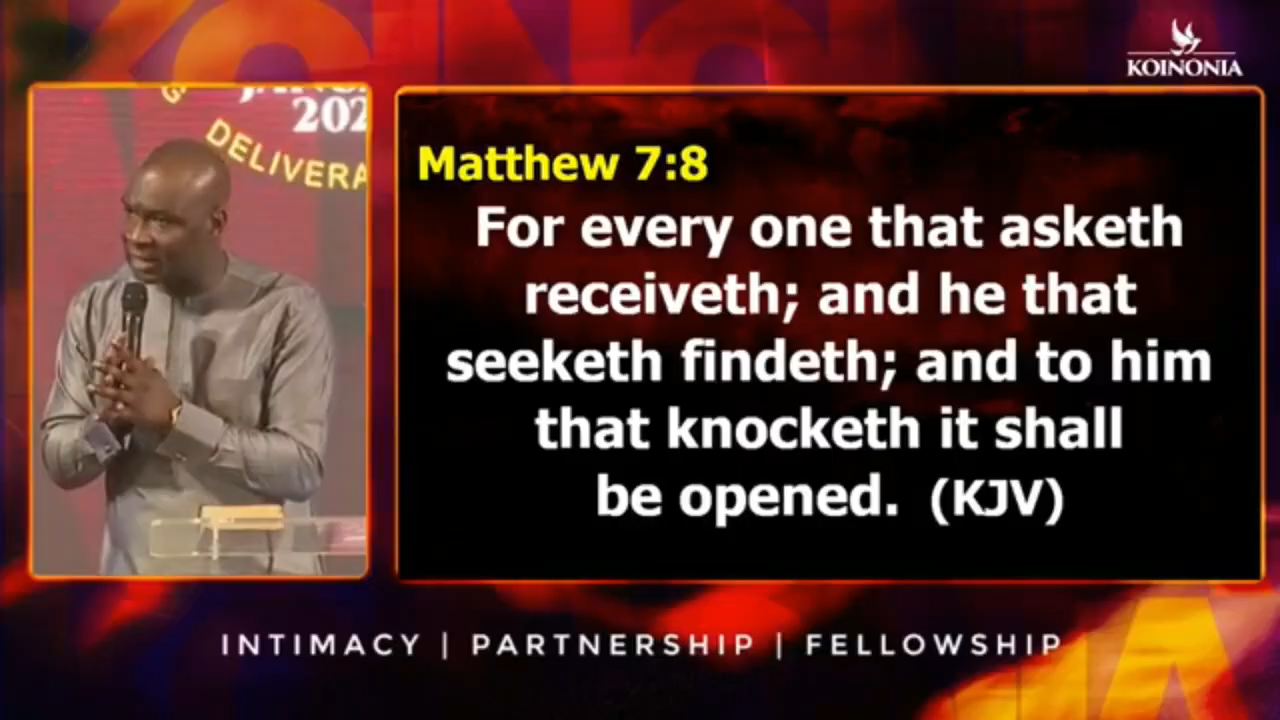 KOINONIA
202
DELIVERA
Matthew 7:8
For every one that asketh
receiveth; and he that
seeketh findeth; and to him
that knocketh it shall
be opened. (KJV)
INTIMACY | PARTNERSHIP | FELLOWSHIP